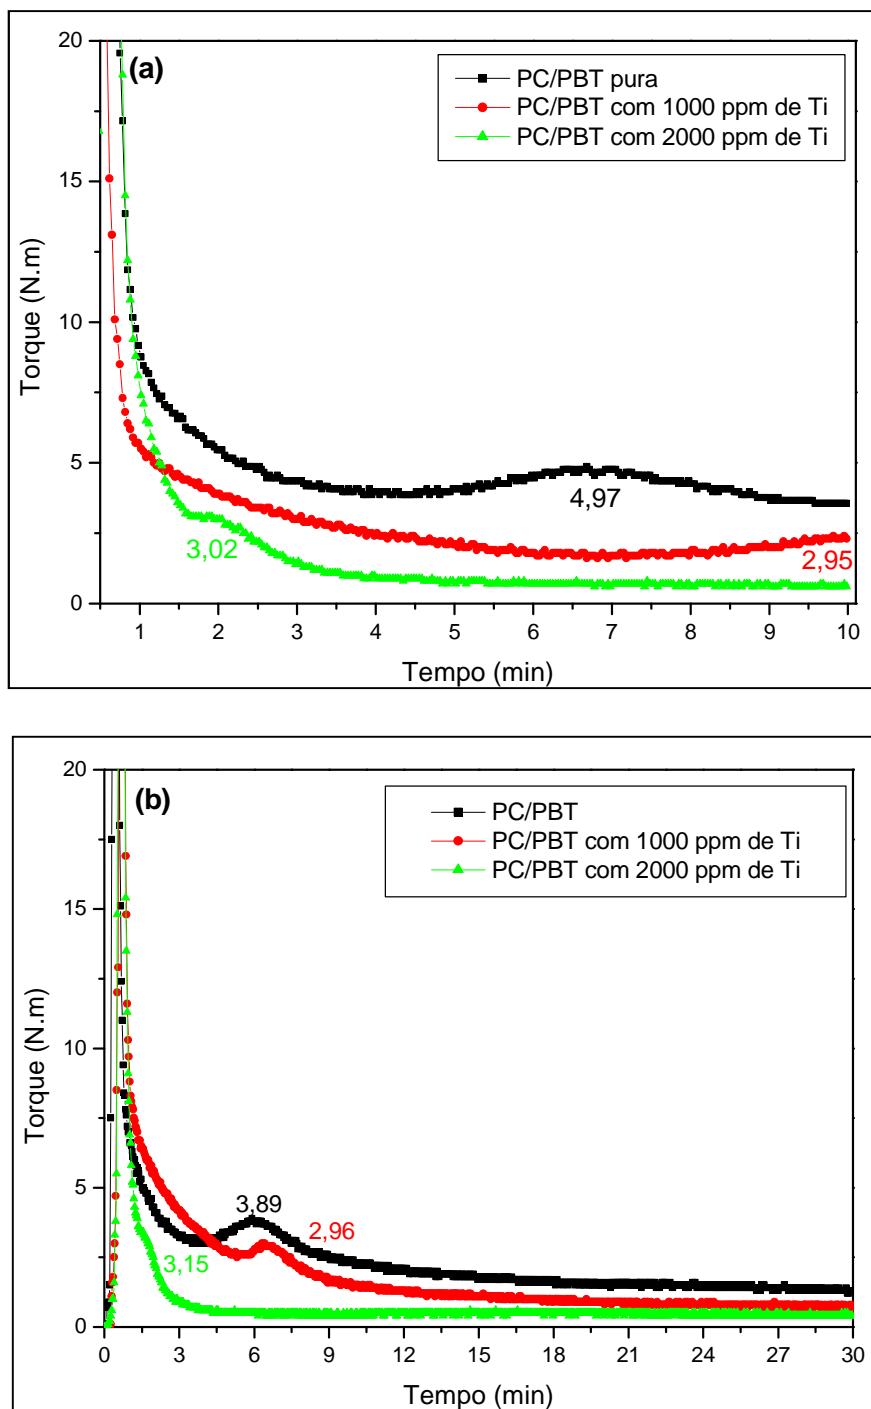 (a)
PC/PBT pura
PC/PBT com 1000 ppm de Ti
PC/PBT com 2000 ppm de Ti
Torque (N.m)
20
15
10
5
0
4,97
3,02
2,95
1 2 3 4 5 6 7 8 9 10
Tempo (min)
(b)
PC/PBT
PC/PBT com 1000 ppm de Ti
PC/PBT com 2000 ppm de Ti
Torque (N.m)
20
15
10
5
0
3,89
2,96
3,15
0 3 6 9 12 15 18 21 24 27 30
Tempo (min)